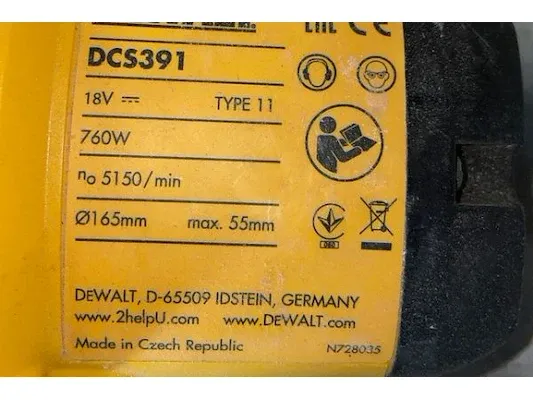 DCS391
18V TYPE 11
760W
no 5150/min
Ø165mm max. 55mm
DEWALT, D-65509 IDSTEIN, GERMANY
www.2helpU.com www.DEWALT.com
Made in Czech Republic N728035